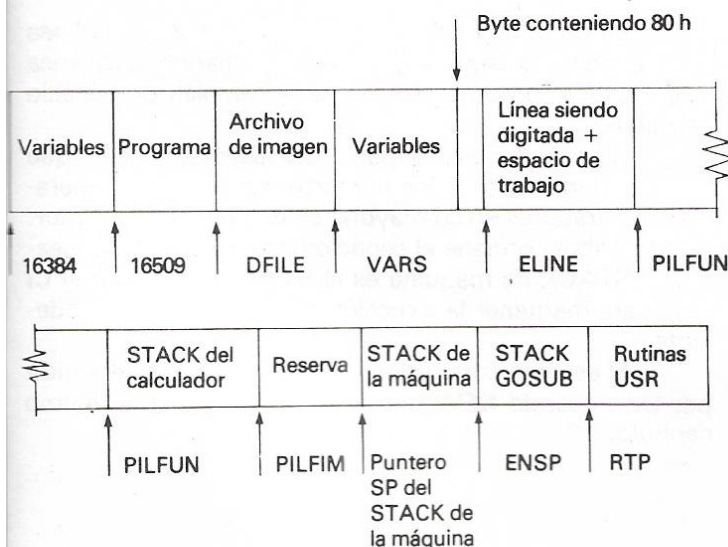 Byte conteniendo 80 h
Variables
Programa
Archivo
de imagen
Variables
Línea siendo
digitada +
espacio de
trabajo
16384
16509
DFILE
VARS
ELINE
PILFUN
STACK del
calculador
Reserva
STACK de
la máquina
STACK
GOSUB
Rutinas
USR
PILFUN
PILFIM
Puntero
SP del
STACK de
la máquina
ENSP
RTP